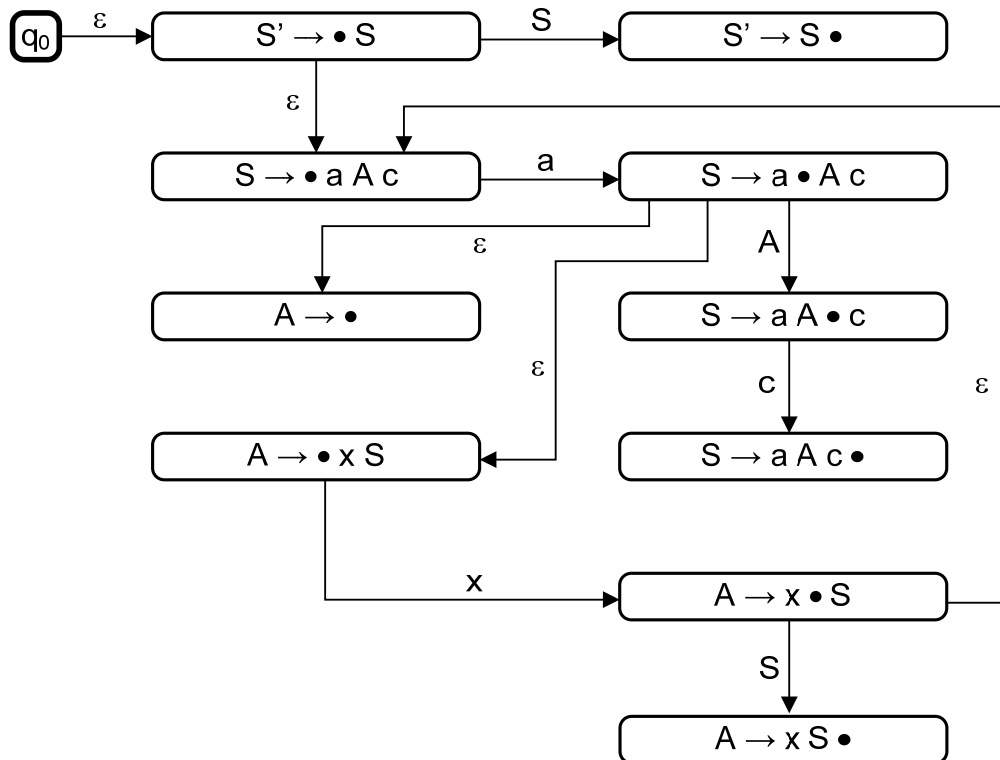 q₀ ε S’ → • S S S’ → S •
ε
S → • a A c a S → a • A c
ε A
A → • S → a A • c
ε c ε
A → • x S S → a A c •
x A → x • S
S
A → x S •